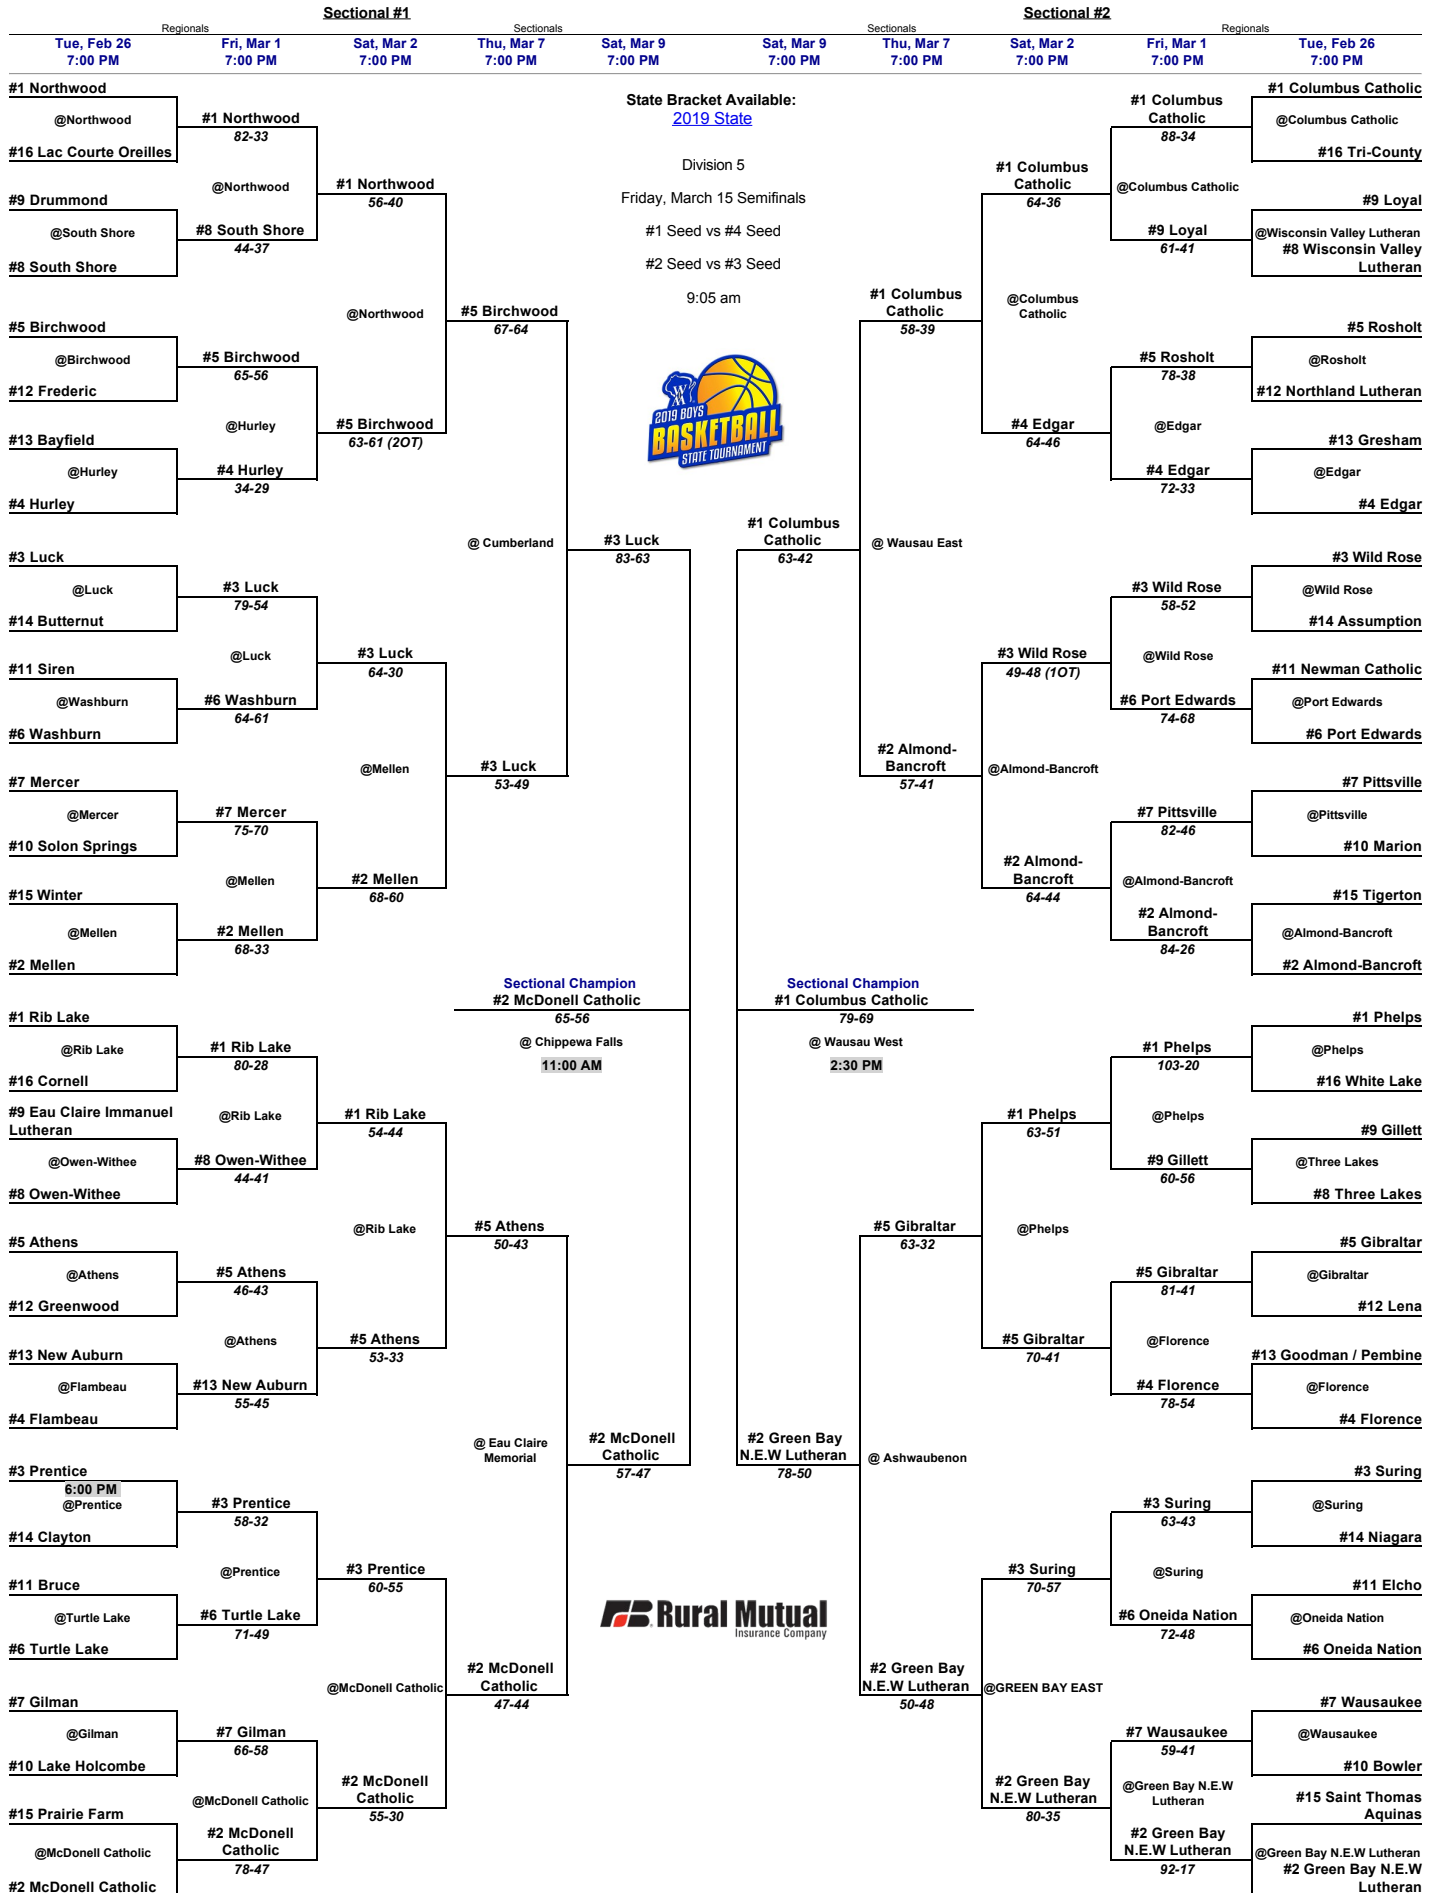 Sectional #1
Sectional #2
Regionals
Sectionals
Sectionals
Regionals
Tue, Feb 26
7:00 PM
Fri, Mar 1
7:00 PM
Sat, Mar 2
7:00 PM
Thu, Mar 7
7:00 PM
Sat, Mar 9
7:00 PM
Sat, Mar 9
7:00 PM
Thu, Mar 7
7:00 PM
Sat, Mar 2
7:00 PM
Fri, Mar 1
7:00 PM
Tue, Feb 26
7:00 PM
#1 Northwood
@Northwood
#16 Lac Courte Oreilles
#9 Drummond
@South Shore
#8 South Shore
#5 Birchwood
@Birchwood
#12 Frederic
#13 Bayfield
@Hurley
#4 Hurley
#3 Luck
@Luck
#14 Butternut
#11 Siren
@Washburn
#6 Washburn
#7 Mercer
@Mercer
#10 Solon Springs
#15 Winter
@Mellen
#2 Mellen
#1 Rib Lake
@Rib Lake
#16 Cornell
#9 Eau Claire Immanuel
Lutheran
@Owen-Withee
#8 Owen-Withee
#5 Athens
@Athens
#12 Greenwood
#13 New Auburn
@Flambeau
#4 Flambeau
#3 Prentice
6:00 PM
@Prentice
#14 Clayton
#11 Bruce
@Turtle Lake
#6 Turtle Lake
#7 Gilman
@Gilman
#10 Lake Holcombe
#15 Prairie Farm
@McDonell Catholic
#2 McDonell Catholic
#1 Northwood
82-33
@Northwood
#8 South Shore
44-37
#5 Birchwood
65-56
@Hurley
#4 Hurley
34-29
#3 Luck
79-54
@Luck
#6 Washburn
64-61
#7 Mercer
75-70
@Mellen
#2 Mellen
68-33
#1 Rib Lake
80-28
@Rib Lake
#8 Owen-Withee
44-41
#5 Athens
46-43
@Athens
#13 New Auburn
55-45
#3 Prentice
58-32
@Prentice
#6 Turtle Lake
71-49
#7 Gilman
66-58
@McDonell Catholic
#2 McDonell
Catholic
78-47
#1 Northwood
56-40
@Northwood
#5 Birchwood
63-61 (2OT)
#3 Luck
64-30
@Mellen
#2 Mellen
68-60
#1 Rib Lake
54-44
@Rib Lake
#5 Athens
53-33
#3 Prentice
60-55
@McDonell Catholic
#2 McDonell
Catholic
55-30
#5 Birchwood
67-64
@ Cumberland
#3 Luck
53-49
#5 Athens
50-43
@ Eau Claire
Memorial
#2 McDonell
Catholic
47-44
#3 Luck
83-63
Sectional Champion
#2 McDonell Catholic
65-56
@ Chippewa Falls
11:00 AM
#2 McDonell
Catholic
57-47
State Bracket Available:
2019 State
Division 5
Friday, March 15 Semifinals
#1 Seed vs #4 Seed
#2 Seed vs #3 Seed
9:05 am
2019 BOYS
BASKETBALL
STATE TOURNAMENT
Rural Mutual
Insurance Company
#1 Columbus
Catholic
63-42
Sectional Champion
#1 Columbus Catholic
79-69
@ Wausau West
2:30 PM
#2 Green Bay
N.E.W Lutheran
78-50
#1 Columbus
Catholic
58-39
@ Wausau East
#2 Almond-
Bancroft
57-41
#5 Gibraltar
63-32
@ Ashwaubenon
#2 Green Bay
N.E.W Lutheran
50-48
#1 Columbus
Catholic
64-36
@Columbus
Catholic
#4 Edgar
64-46
#3 Wild Rose
49-48 (1OT)
@Almond-Bancroft
#2 Almond-
Bancroft
64-44
#1 Phelps
63-51
@Phelps
#5 Gibraltar
70-41
#3 Suring
70-57
@GREEN BAY EAST
#2 Green Bay
N.E.W Lutheran
80-35
#1 Columbus
Catholic
88-34
@Columbus Catholic
#9 Loyal
61-41
#5 Rosholt
78-38
@Edgar
#4 Edgar
72-33
#3 Wild Rose
58-52
@Wild Rose
#6 Port Edwards
74-68
#7 Pittsville
82-46
@Almond-Bancroft
#2 Almond-
Bancroft
84-26
#1 Phelps
103-20
@Phelps
#9 Gillett
60-56
#5 Gibraltar
81-41
@Florence
#4 Florence
78-54
#3 Suring
63-43
@Suring
#6 Oneida Nation
72-48
#7 Wausaukee
59-41
@Green Bay N.E.W
Lutheran
#2 Green Bay
N.E.W Lutheran
92-17
#1 Columbus Catholic
@Columbus Catholic
#16 Tri-County
#9 Loyal
@Wisconsin Valley Lutheran
#8 Wisconsin Valley
Lutheran
#5 Rosholt
@Rosholt
#12 Northland Lutheran
#13 Gresham
@Edgar
#4 Edgar
#3 Wild Rose
@Wild Rose
#14 Assumption
#11 Newman Catholic
@Port Edwards
#6 Port Edwards
#7 Pittsville
@Pittsville
#10 Marion
#15 Tigerton
@Almond-Bancroft
#2 Almond-Bancroft
#1 Phelps
@Phelps
#16 White Lake
#9 Gillett
@Three Lakes
#8 Three Lakes
#5 Gibraltar
@Gibraltar
#12 Lena
#13 Goodman / Pembine
@Florence
#4 Florence
#3 Suring
@Suring
#14 Niagara
#11 Elcho
@Oneida Nation
#6 Oneida Nation
#7 Wausaukee
@Wausaukee
#10 Bowler
#15 Saint Thomas
Aquinas
@Green Bay N.E.W Lutheran
#2 Green Bay N.E.W
Lutheran